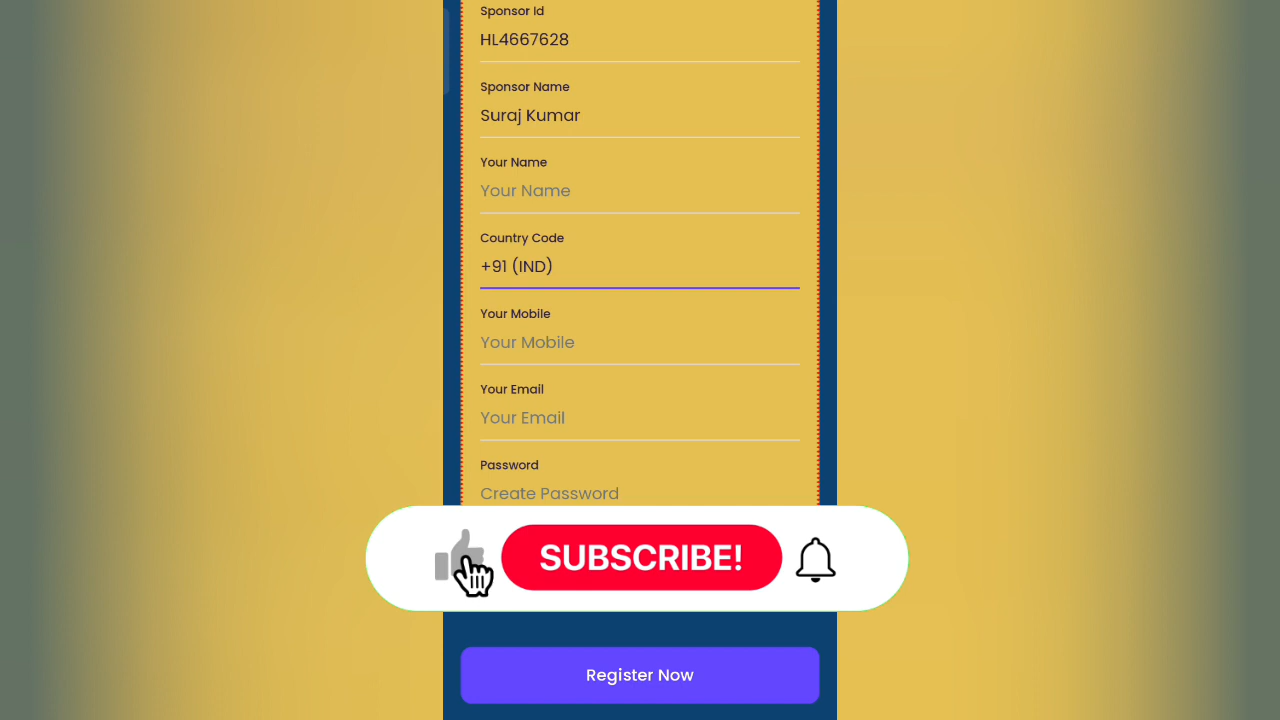 Sponsor Id
HL4667628
Sponsor Name
Suraj Kumar
Your Name
Your Name
Country Code
+91 (IND)
Your Mobile
Your Mobile
Your Email
Your Email
Password
Create Password
SUBSCRIBE!
Register Now